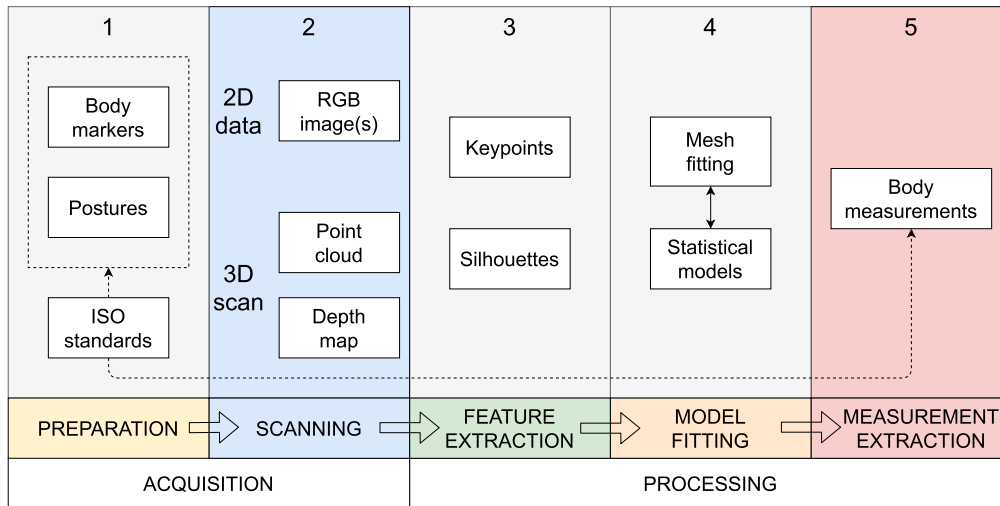 1
2
3
4
5
Body
markers
Postures
ISO
standards
2D
data
RGB
image(s)
3D
scan
Point
cloud
Depth
map
Keypoints
Silhouettes
Mesh
fitting
Statistical
models
Body
measurements
PREPARATION
SCANNING
FEATURE
EXTRACTION
MODEL
FITTING
MEASUREMENT
EXTRACTION
ACQUISITION
PROCESSING